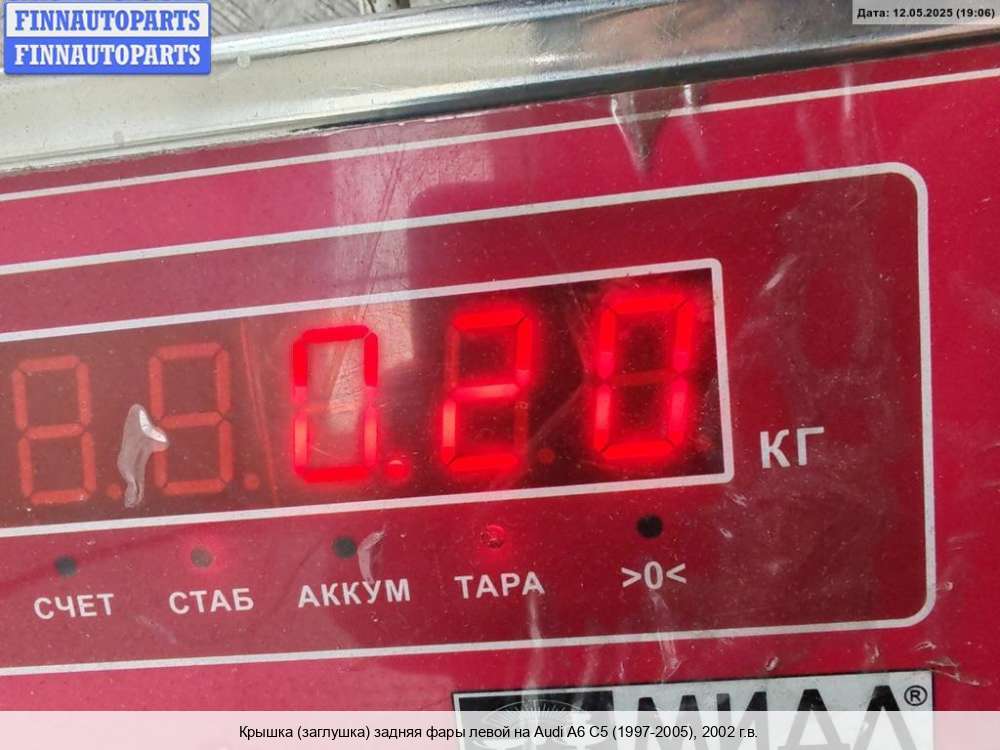 FINNAUTOPARTS
FINNAUTOPARTS
Дата: 12.05.2025 (19:06)
0.20
КГ
СЧЕТ СТАБ АККУМ ТАРА >0<
МИДЛ®
Крышка (заглушка) задняя фары левой на Audi A6 C5 (1997-2005), 2002 г.в.